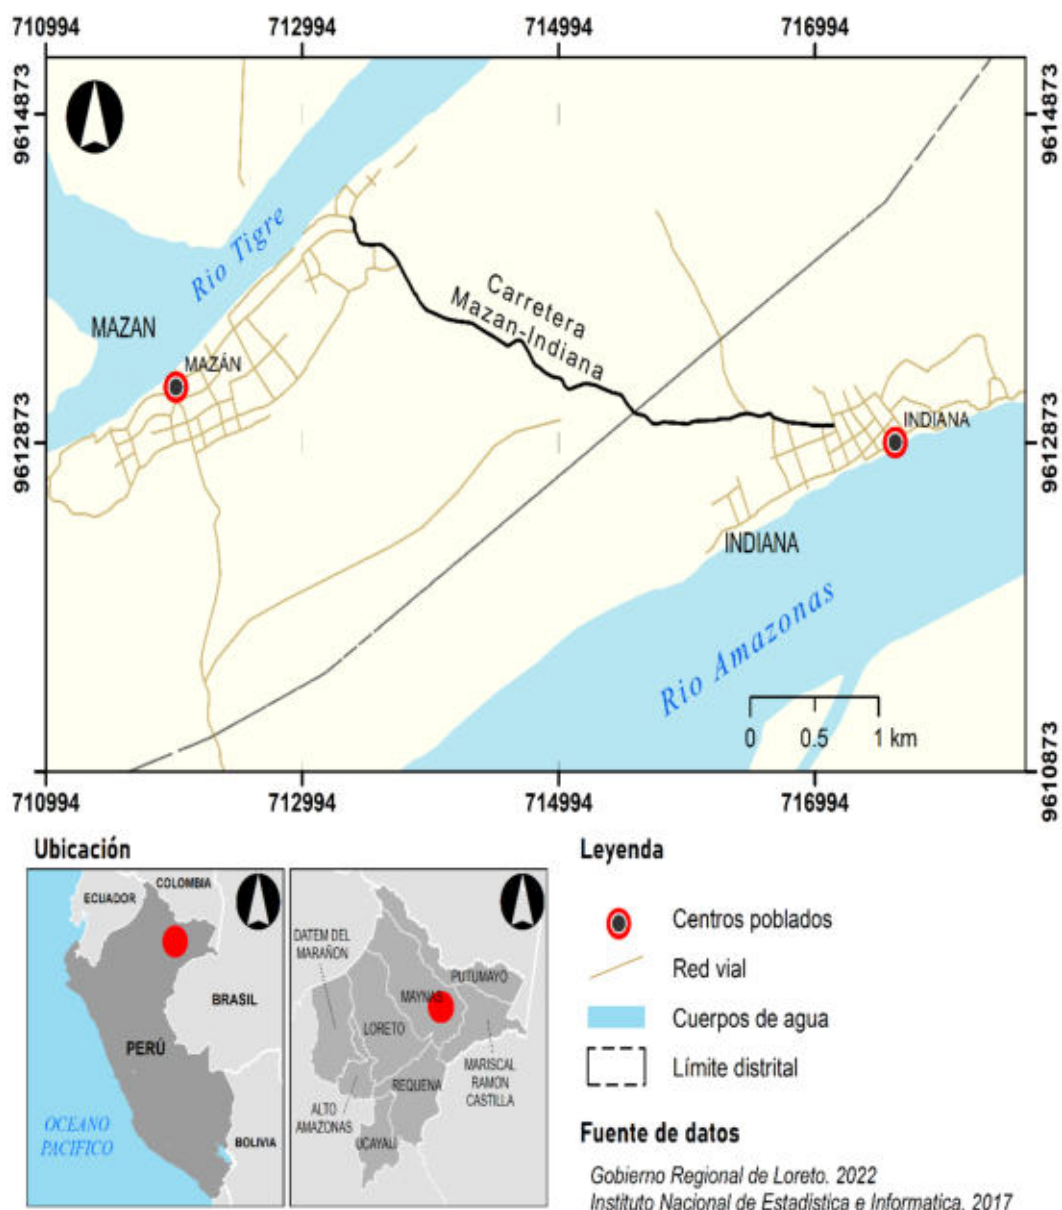 710994 712994 714994 716994
9614873 9614873
Rio Tigre
MAZAN
Carretera
Mazan-Indiana
MAZÁN
INDIANA
9612873 9612873
INDIANA
Rio Amazonas
0 0.5 1 km
9610873
710994 712994 714994 716994
Ubicación
COLOMBIA
ECUADOR
BRASIL
PERÚ
OCEANO
PACIFICO
BOLIVIA
DATEM DEL
MARAÑON
PUTUMAYO
MAYNAS
LORETO
MARISCAL
RAMON
CASTILLA
REQUENA
ALTO
AMAZONAS
UCAYALI
Leyenda
Centros poblados
Red vial
Cuerpos de agua
Límite distrital
Fuente de datos
Gobierno Regional de Loreto. 2022
Instituto Nacional de Estadistica e Informatica. 2017